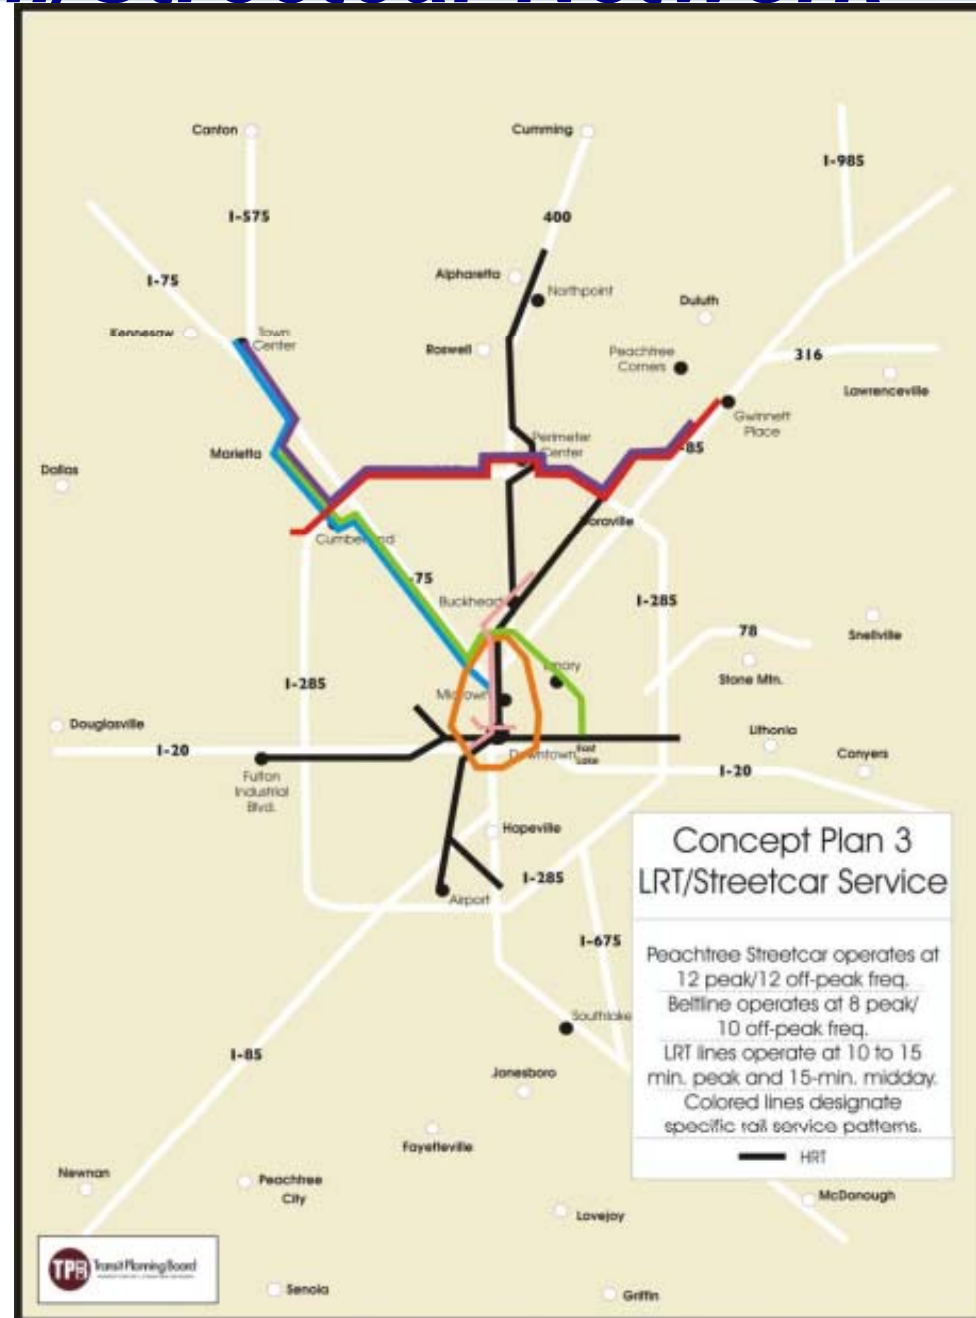 Canton
Cumming
I-985
I-575
400
I-75
Alpharetta
Northpoint
Duluth
Kennesaw
Town
Center
Roswell
Peachtree
Corners
316
Lawrenceville
Gwinnett
Place
Perimeter
Center
-85
Marietta
Dallas
Doraville
Cumberland
-75
Buckhead
I-285
78
Snellville
Emory
Stone Mtn.
I-285
Midtown
Douglasville
Lithonia
I-20
Downtown
East
Lake
Conyers
Fulton
Industrial
Blvd.
I-20
Hapeville
I-285
Airport
I-675
Southlake
I-85
Jonesboro
Fayetteville
Newnan
Peachtree
City
McDonough
Lovejoy
Senoia
Griffin
Concept Plan 3
LRT/Streetcar Service
Peachtree Streetcar operates at
12 peak/12 off-peak freq.
Beltline operates at 8 peak/
10 off-peak freq.
LRT lines operate at 10 to 15
min. peak and 15-min. midday.
Colored lines designate
specific rail service patterns.
HRT
TPB Transit Planning Board